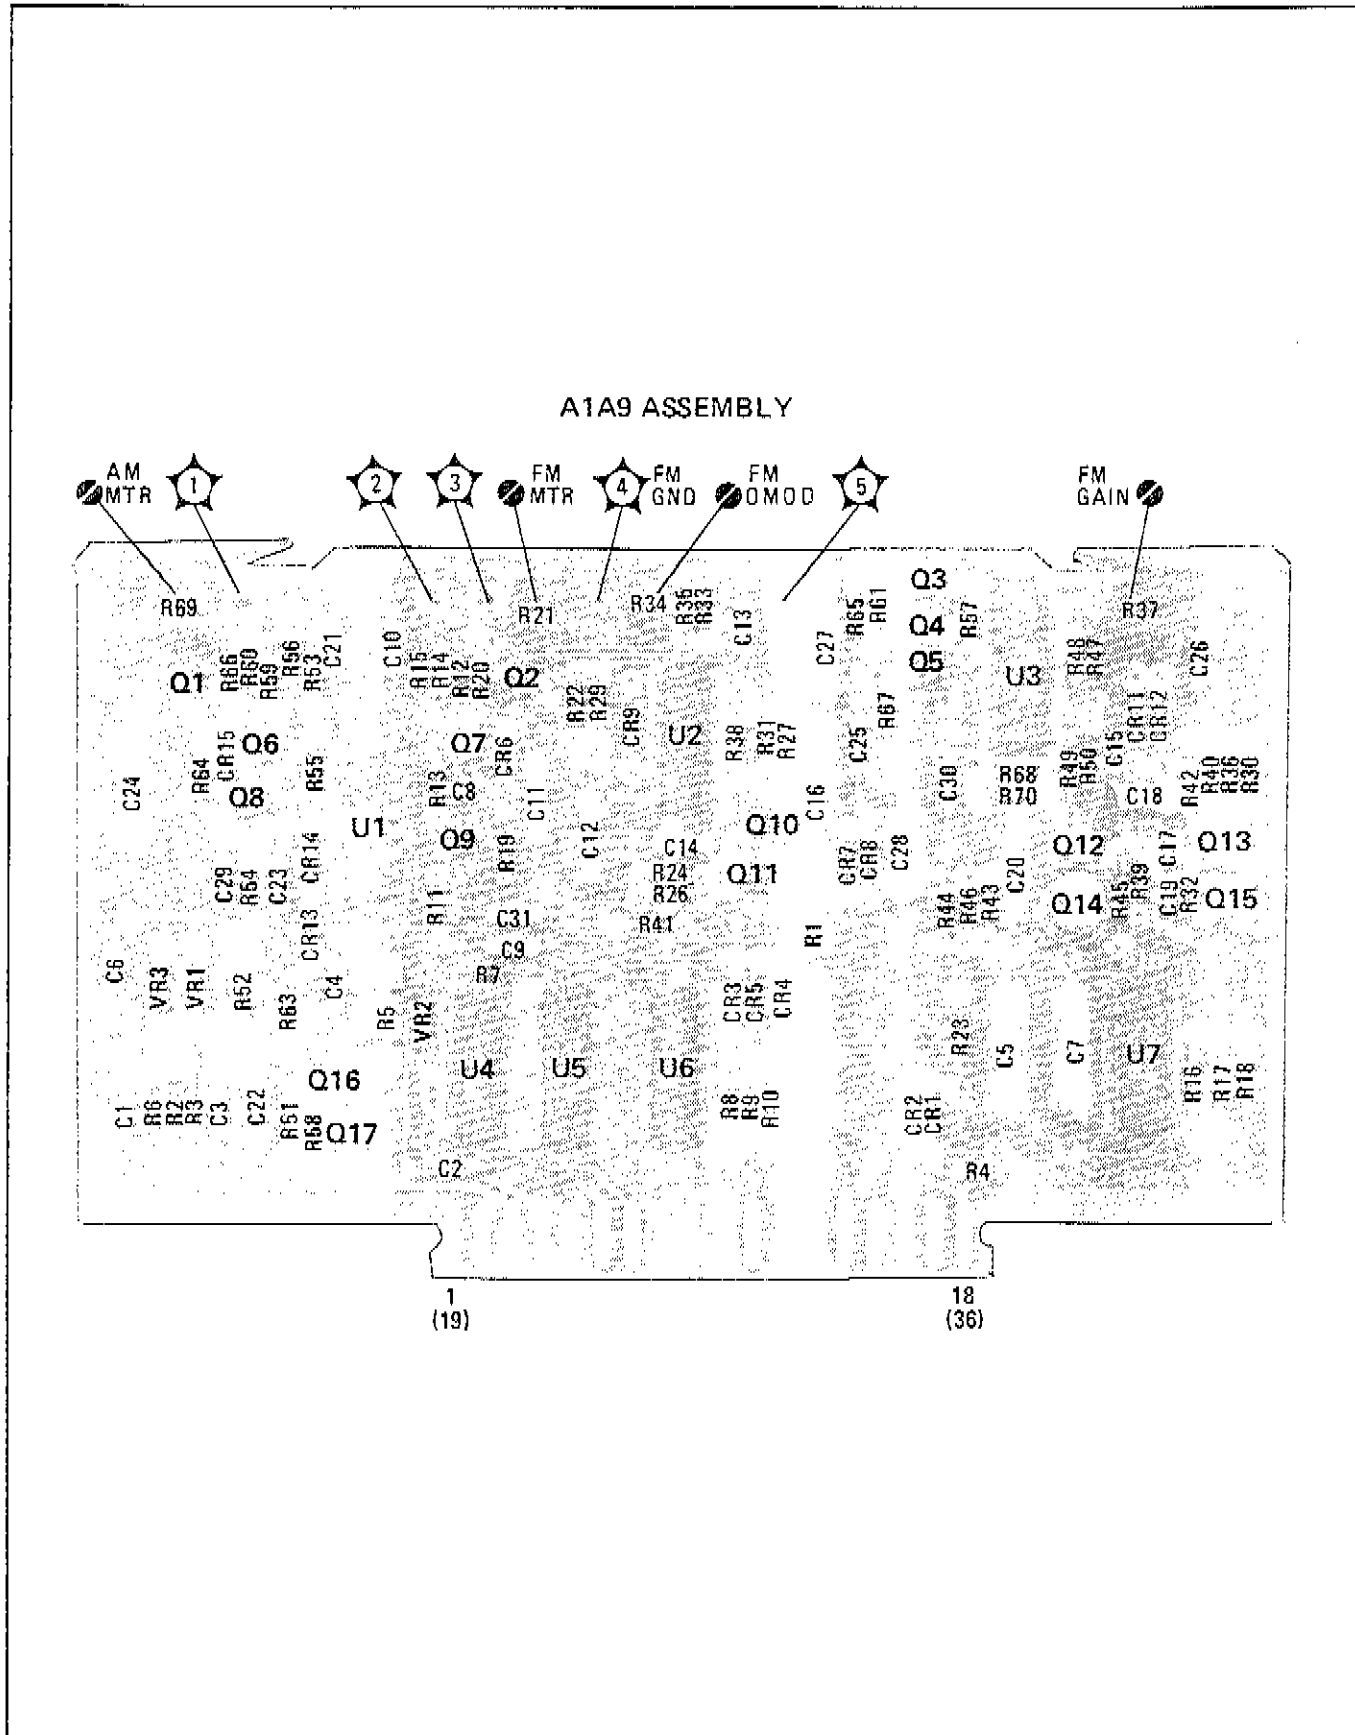 A1A9 ASSEMBLY
AM
MTR
1
2
3
FM
MTR
4
FM
GND
FM
DMOD
5
FM
GAIN
R69
R21
R34
R35
R33
C13
R65
R61
Q3
Q4
Q5
R57
R37
Q1
R66
R60
R59
R56
R53
C21
C10
R15
R14
R12
R20
Q2
R22
R29
CR9
U2
R38
R31
R27
C27
C25
R67
U3
R48
R47
C26
CR11
CR12
C15
C24
R64
CR15
Q6
Q8
R55
U1
Q7
CR6
R13
C8
C11
Q9
R19
C12
C14
R24
R26
R41
Q10
Q11
C16
CR7
CR8
C28
C30
R68
R70
R49
R50
C18
R42
R40
R36
R30
Q12
Q14
C17
Q13
Q15
C29
R54
C23
CR14
CR13
R11
C31
C9
R7
R1
R44
R46
R43
C20
R45
R39
C19
R32
C6
VR3
VR1
R52
R63
C4
R5
VR2
CR3
CR5
CR4
R23
C5
C7
U7
U4
U5
U6
Q16
Q17
C1
R6
R2
R3
C3
C22
R51
R58
C2
R8
R9
R10
CR2
CR1
R4
R16
R17
R18
1
(19)
18
(36)